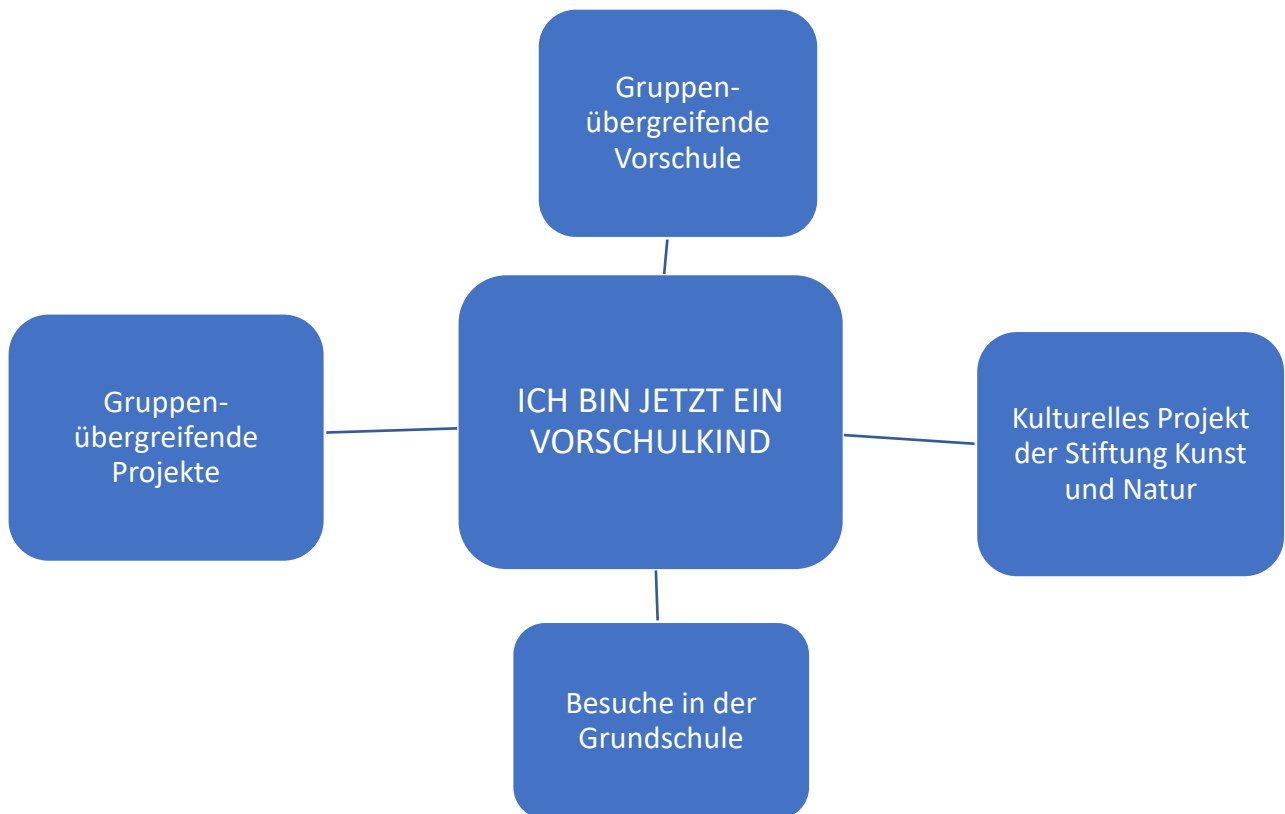 Gruppen-
übergreifende
Vorschule
Gruppen-
übergreifende
Projekte
ICH BIN JETZT EIN
VORSCHULKIND
Kulturelles Projekt
der Stiftung Kunst
und Natur
Besuche in der
Grundschule